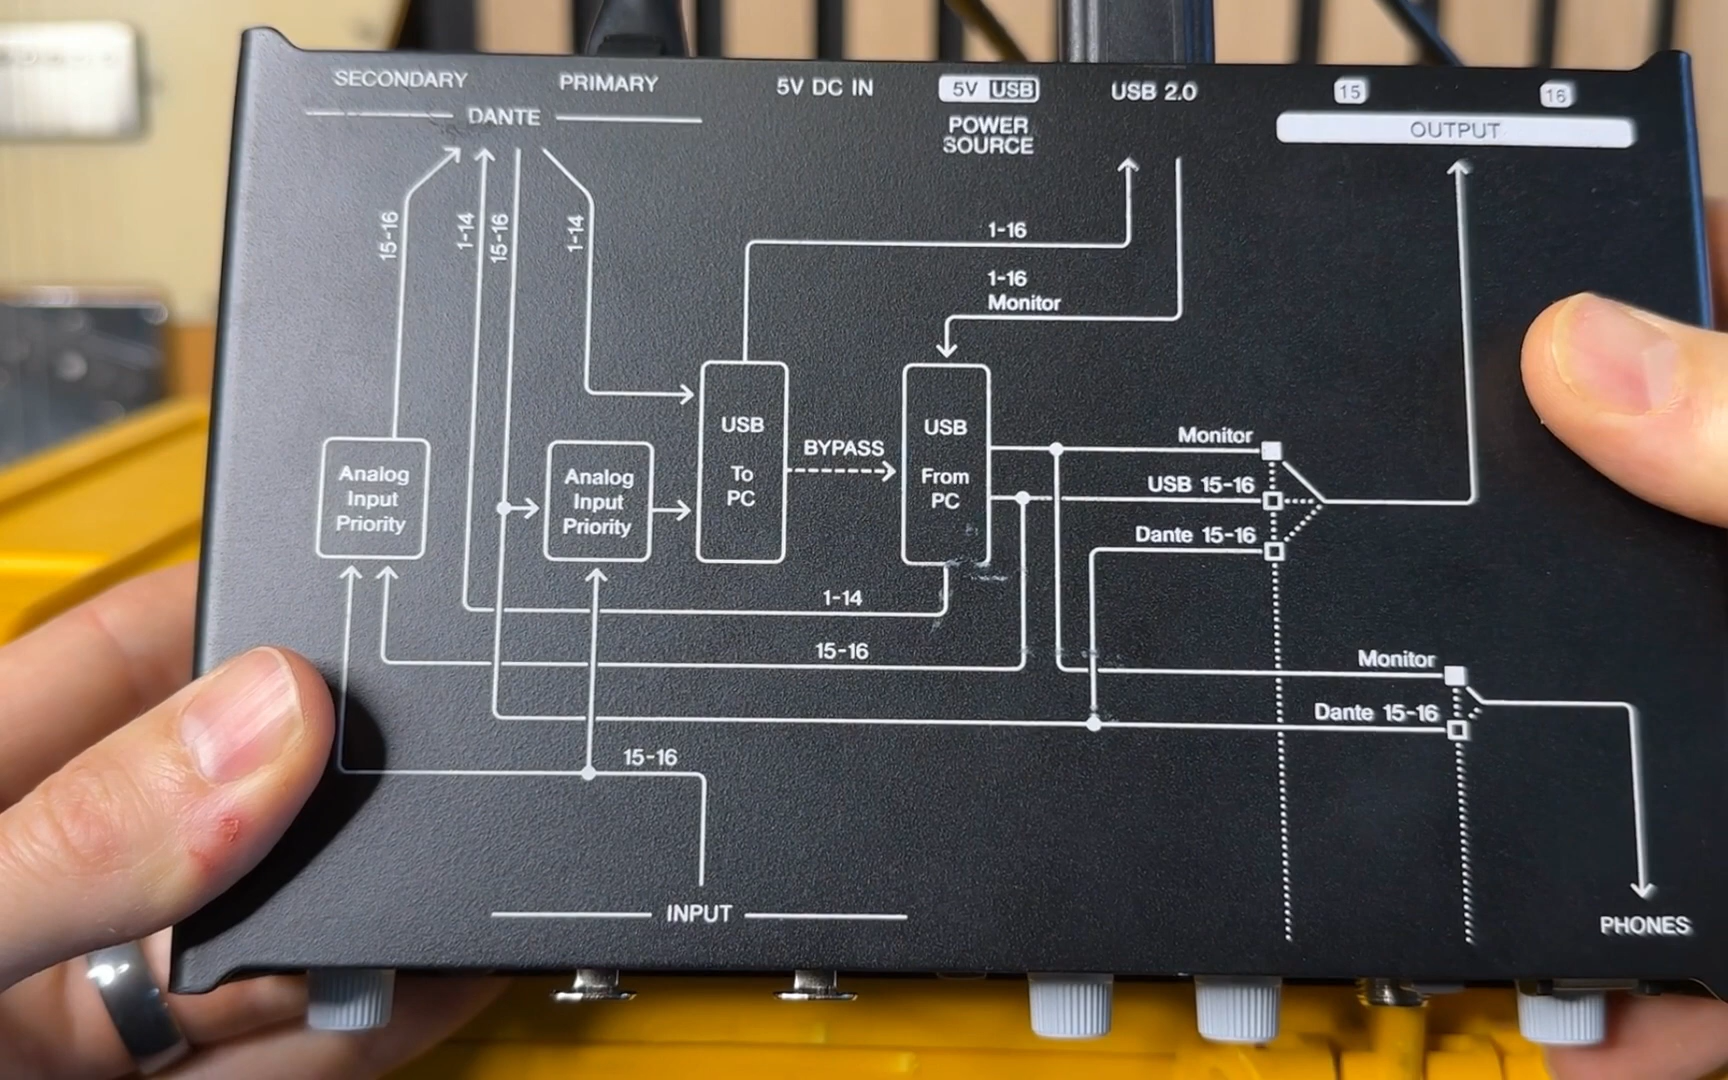 SECONDARY
PRIMARY
DANTE
5V DC IN
5V USB
POWER
SOURCE
USB 2.0
15
16
OUTPUT
15-16
1-14
15-16
1-14
1-16
1-16
Monitor
Analog
Input
Priority
Analog
Input
Priority
USB
To
PC
BYPASS
USB
From
PC
Monitor
USB 15-16
Dante 15-16
1-14
15-16
Monitor
Dante 15-16
15-16
INPUT
PHONES